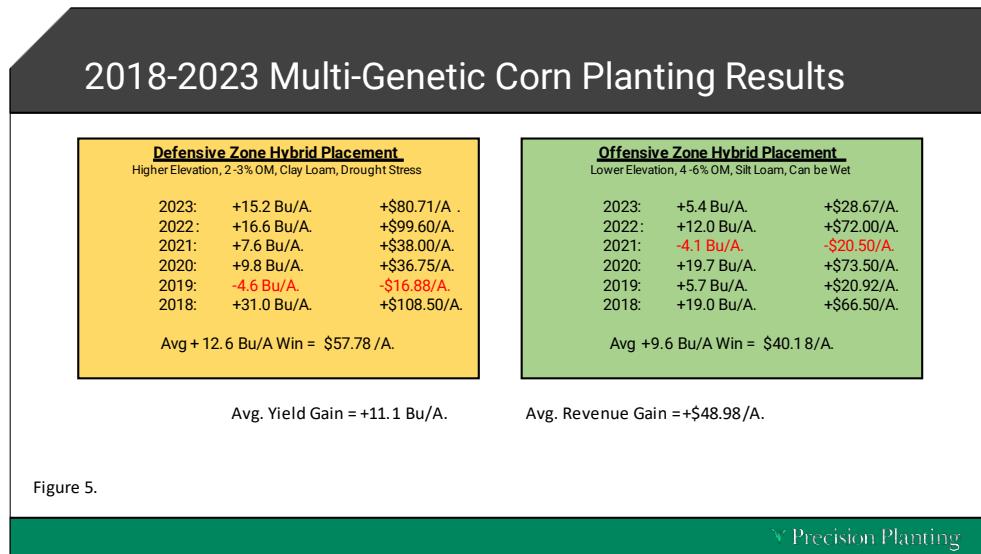 2018-2023 Multi-Genetic Corn Planting Results
Defensive Zone Hybrid Placement
Higher Elevation, 2-3% OM, Clay Loam, Drought Stress
2023: +15.2 Bu/A. +$80.71/A .
2022: +16.6 Bu/A. +$99.60/A.
2021: +7.6 Bu/A. +$38.00/A.
2020: +9.8 Bu/A. +$36.75/A.
2019: -4.6 Bu/A. -$16.88/A.
2018: +31.0 Bu/A. +$108.50/A.
Avg + 12.6 Bu/A Win = $57.78 /A.
Offensive Zone Hybrid Placement
Lower Elevation, 4-6% OM, Silt Loam, Can be Wet
2023: +5.4 Bu/A. +$28.67/A.
2022: +12.0 Bu/A. +$72.00/A.
2021: -4.1 Bu/A. -$20.50/A.
2020: +19.7 Bu/A. +$73.50/A.
2019: +5.7 Bu/A. +$20.92/A.
2018: +19.0 Bu/A. +$66.50/A.
Avg +9.6 Bu/A Win = $40.18/A.
Avg. Yield Gain = +11.1 Bu/A.
Avg. Revenue Gain =+$48.98/A.
Figure 5.
Precision Planting